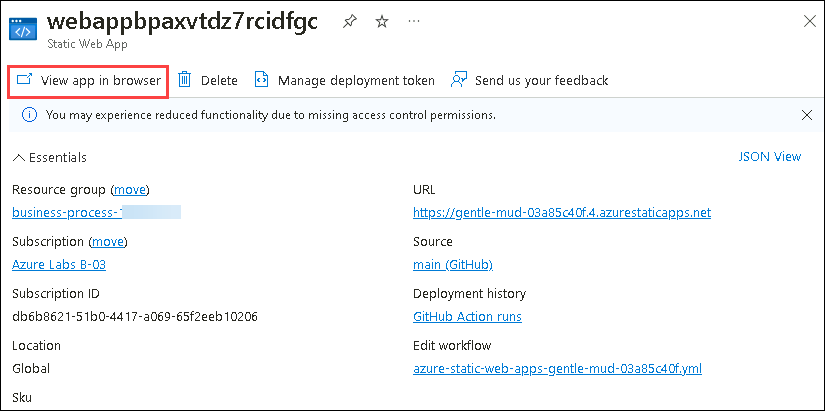 webappbpaxvtdz7rcidfgc
Static Web App
View app in browser
Delete
Manage deployment token
Send us your feedback
You may experience reduced functionality due to missing access control permissions.
Essentials
JSON View
Resource group (move)
business-process-
URL
https://gentle-mud-03a85c40f.4.azurestaticapps.net
Subscription (move)
Azure Labs B-03
Source
main (GitHub)
Subscription ID
db6b8621-51b0-4417-a069-65f2eeb10206
Deployment history
GitHub Action runs
Location
Global
Edit workflow
azure-static-web-apps-gentle-mud-03a85c40f.yml
Sku